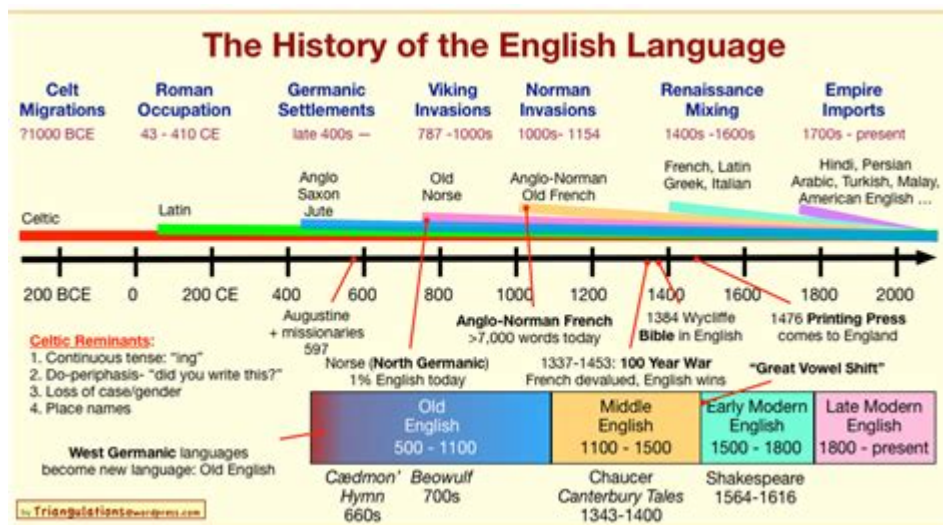 The History of the English Language
Celt
Migrations
?1000 BCE
Roman
Occupation
43 - 410 CE
Germanic
Settlements
late 400s —
Viking
Invasions
787 -1000s
Norman
Invasions
1000s- 1154
Renaissance
Mixing
1400s -1600s
Empire
Imports
1700s - present
Celtic
Latin
Anglo
Saxon
Jute
Old
Norse
Anglo-Norman
Old French
French, Latin
Greek, Italian
Hindi, Persian
Arabic, Turkish, Malay,
American English ...
200 BCE 0 200 CE 400 600 800 1000 1200 1400 1600 1800 2000
Augustine
+ missionaries
597
Anglo-Norman French
>7,000 words today
1384 Wycliffe
Bible in English
1476 Printing Press
comes to England
Celtic Reminants:
1. Continuous tense: "ing"
2. Do-periphasis- "did you write this?"
3. Loss of case/gender
4. Place names
Norse (North Germanic)
1% English today
1337-1453: 100 Year War
French devalued, English wins
"Great Vowel Shift"
West Germanic languages
become new language: Old English
Old
English
500 - 1100
Middle
English
1100 - 1500
Early Modern
English
1500 - 1800
Late Modern
English
1800 - present
Cædmon'
Hymn
660s
Beowulf
700s
Chaucer
Canterbury Tales
1343-1400
Shakespeare
1564-1616
by Triangulations@wordpress.com